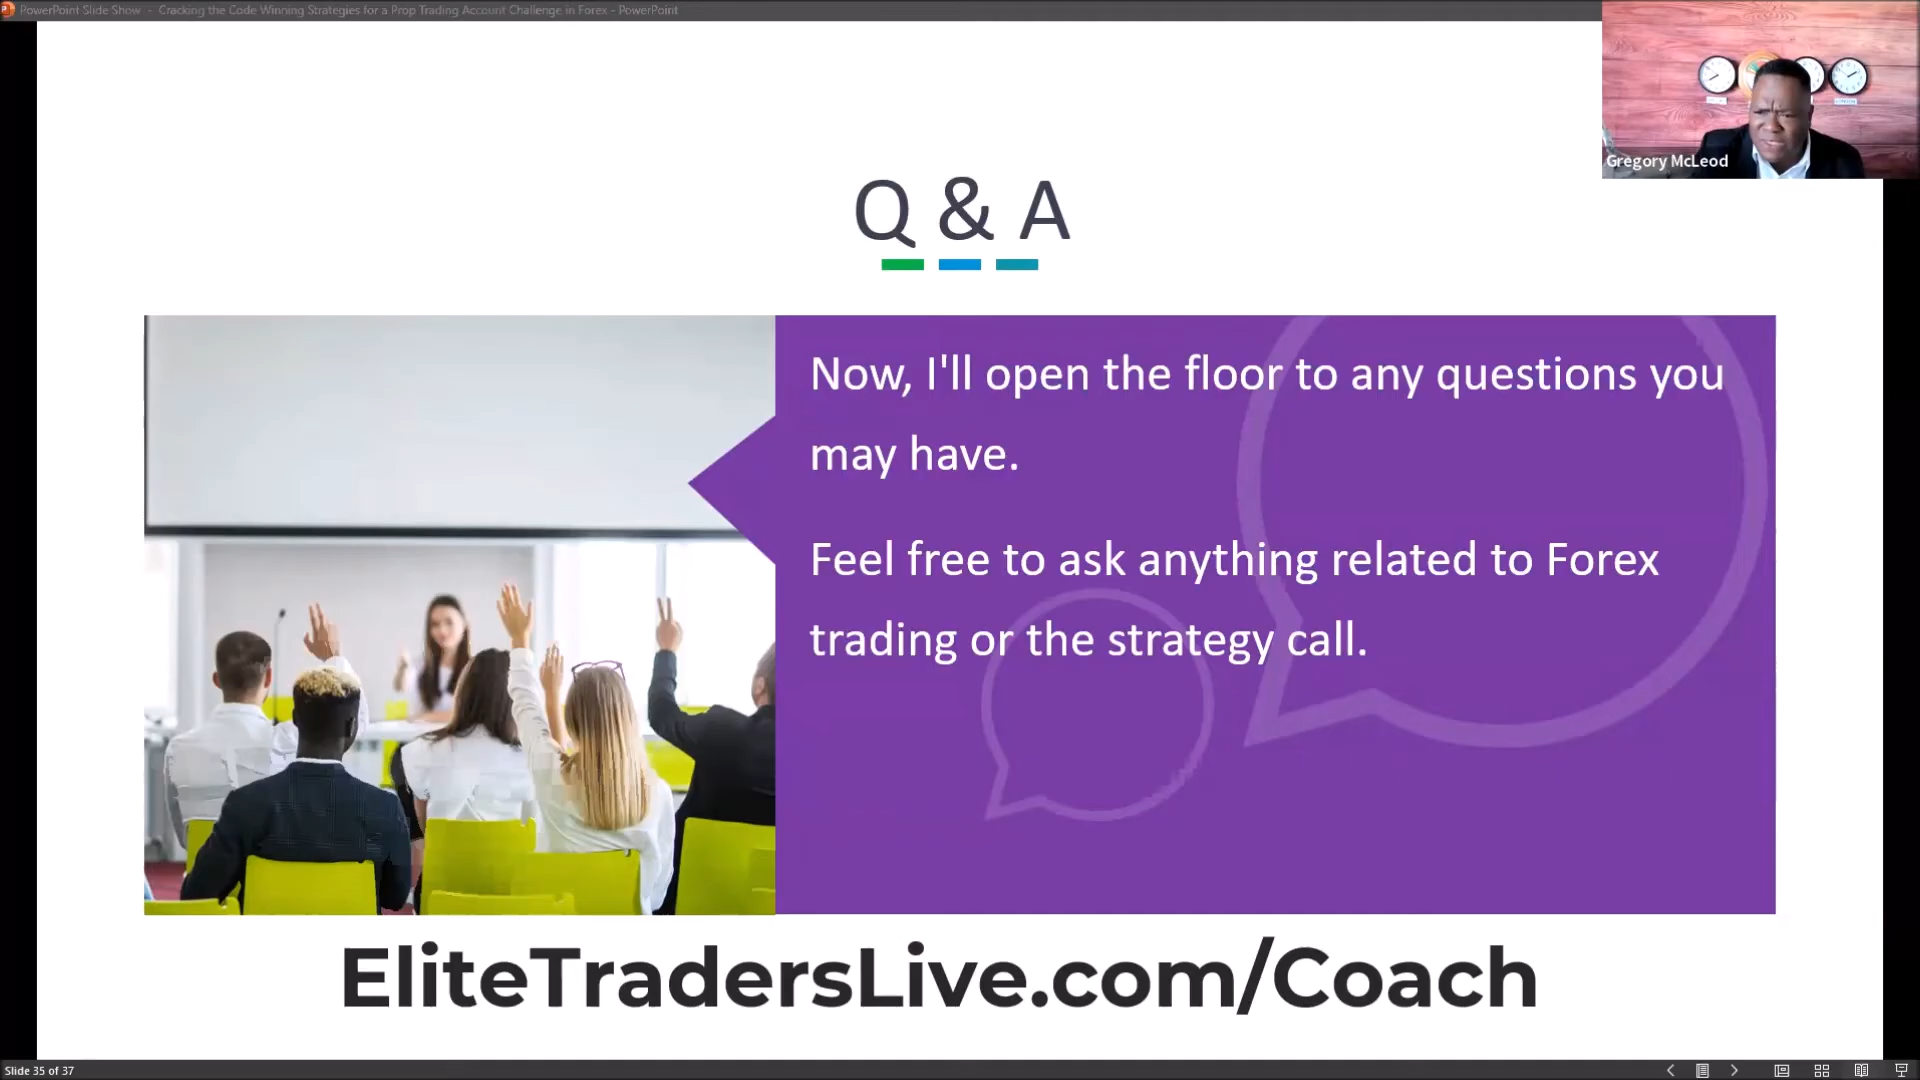 PowerPoint Slide Show - Cracking the Code Winning Strategies for a Prop Trading Account Challenge in Forex - PowerPoint
Gregory McLeod
Q & A
Now, I'll open the floor to any questions you
may have.
Feel free to ask anything related to Forex
trading or the strategy call.
EliteTradersLive.com/Coach
Slide 35 of 37